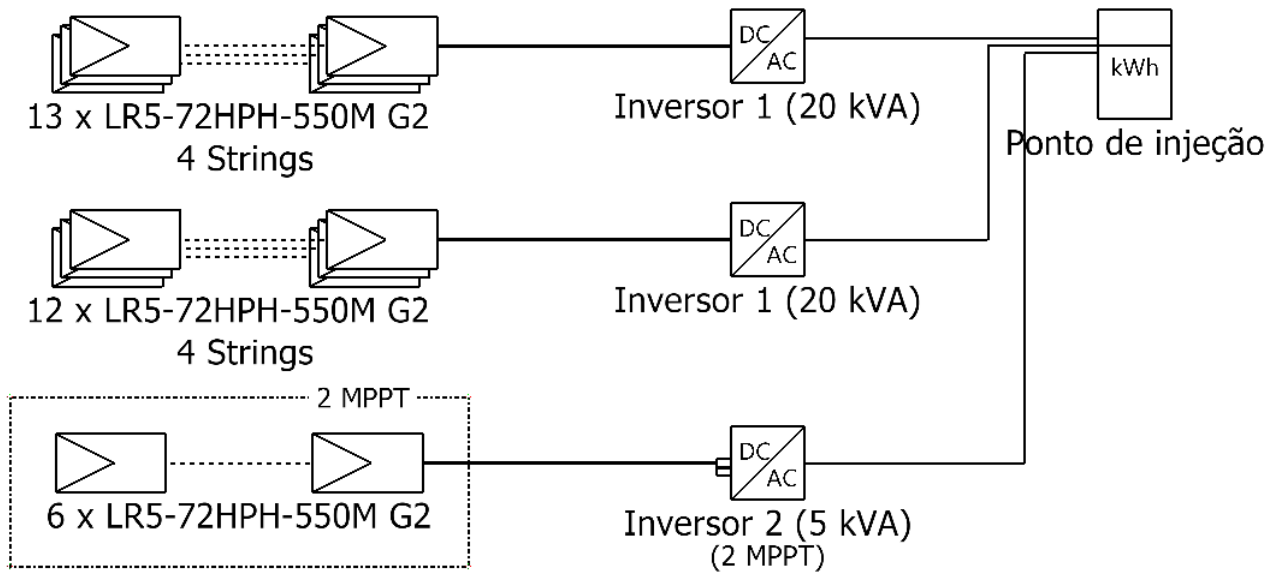 DC
AC
kWh
13 x LR5-72HPH-550M G2
4 Strings
Inversor 1 (20 kVA)
Ponto de injeção
DC
AC
12 x LR5-72HPH-550M G2
4 Strings
Inversor 1 (20 kVA)
2 MPPT
DC
AC
6 x LR5-72HPH-550M G2
Inversor 2 (5 kVA)
(2 MPPT)